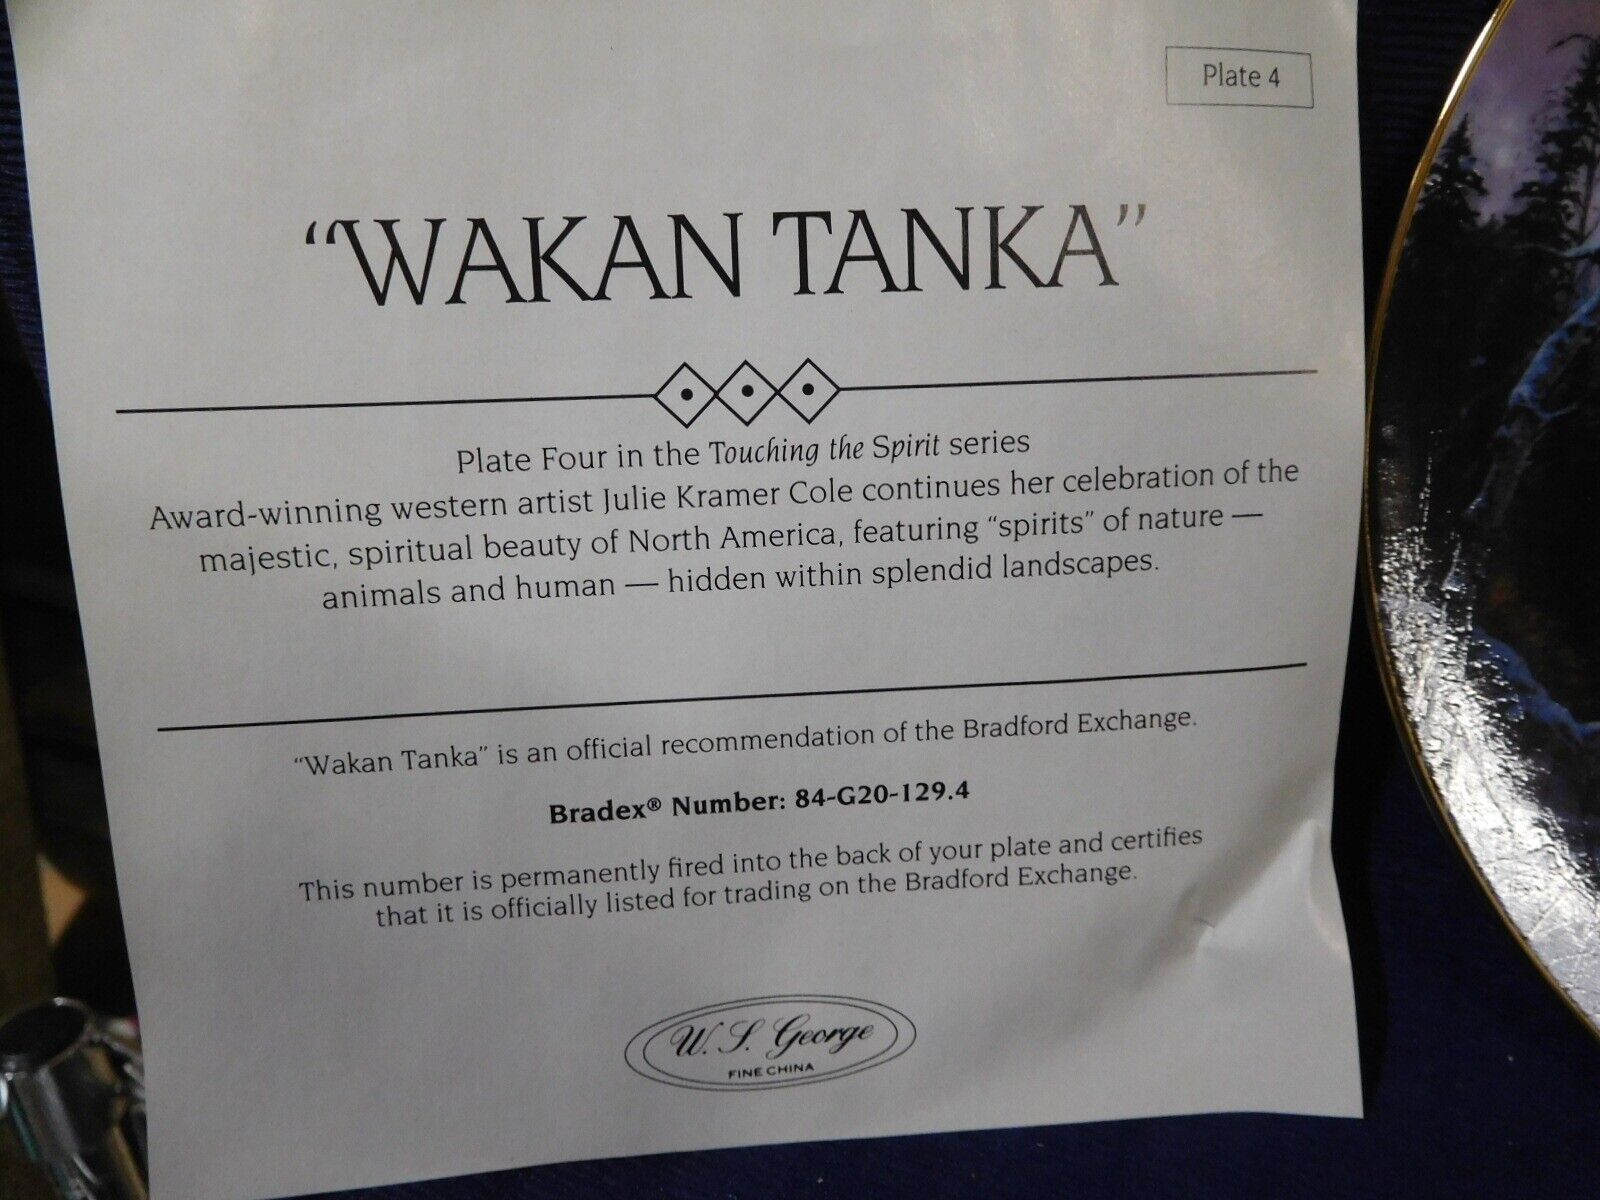 Plate 4
“WAKAN TANKA”
Plate Four in the Touching the Spirit series
Award-winning western artist Julie Kramer Cole continues her celebration of the
majestic, spiritual beauty of North America, featuring “spirits” of nature —
animals and human — hidden within splendid landscapes.
“Wakan Tanka” is an official recommendation of the Bradford Exchange.
Bradex® Number: 84-G20-129.4
This number is permanently fired into the back of your plate and certifies
that it is officially listed for trading on the Bradford Exchange.
W. S. George
FINE CHINA